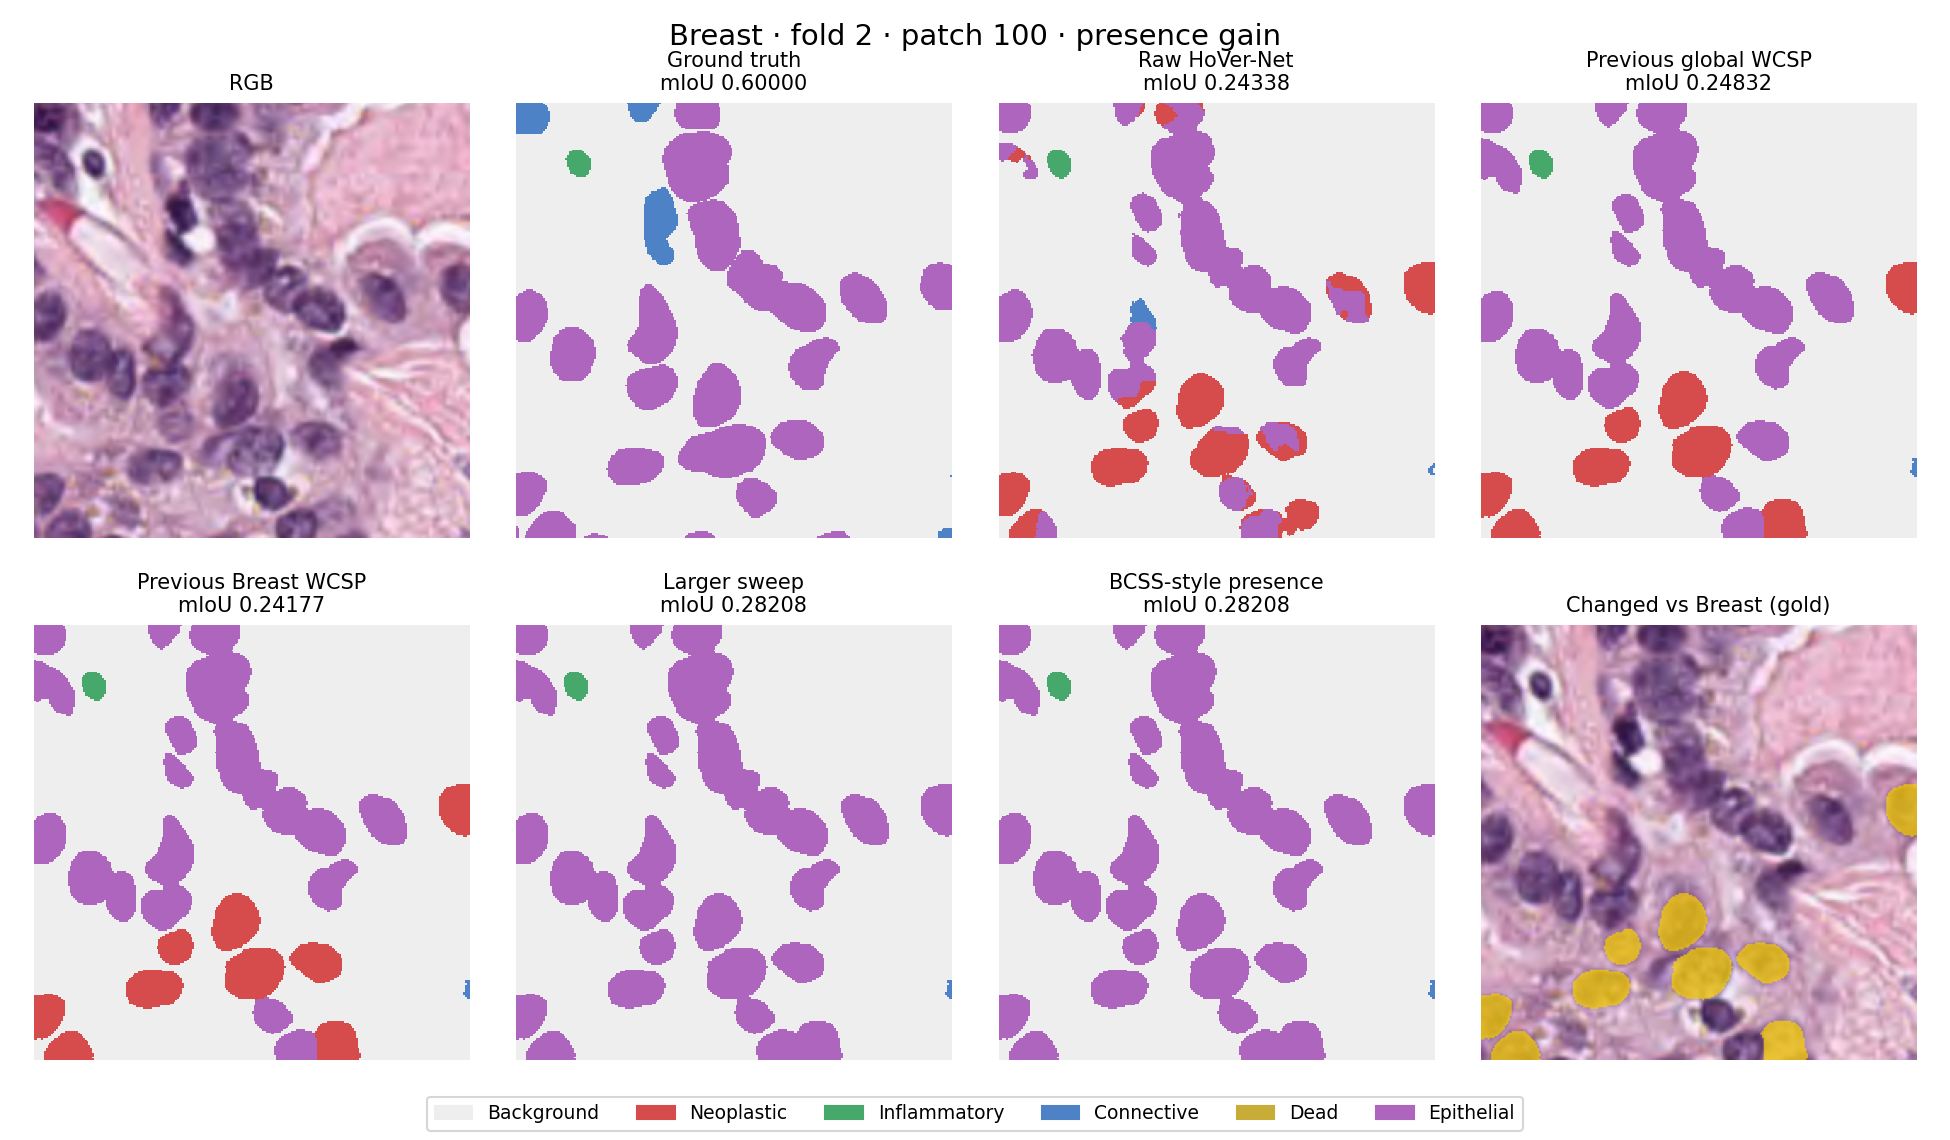 Breast · fold 2 · patch 100 · presence gain
RGB
Ground truth
mIoU 0.60000
Raw HoVer-Net
mIoU 0.24338
Previous global WCSP
mIoU 0.24832
Previous Breast WCSP
mIoU 0.24177
Larger sweep
mIoU 0.28208
BCSS-style presence
mIoU 0.28208
Changed vs Breast (gold)
Background
Neoplastic
Inflammatory
Connective
Dead
Epithelial